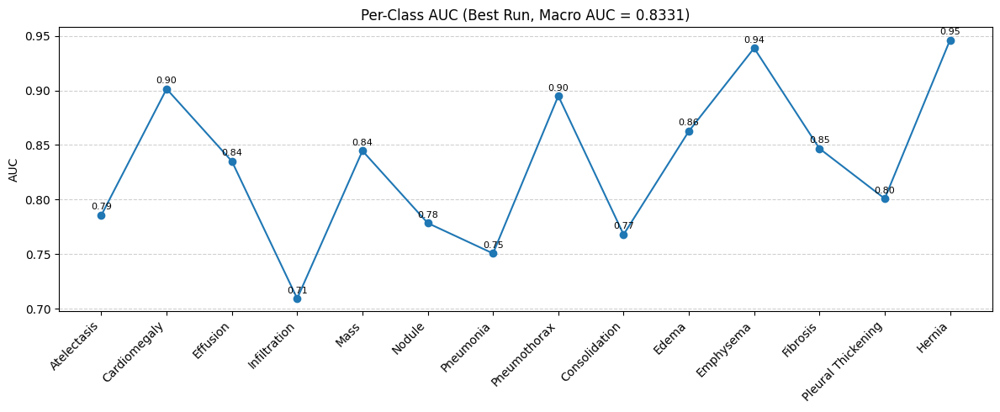 Per-Class AUC (Best Run, Macro AUC = 0.8331)
AUC
0.95
0.90
0.85
0.80
0.75
0.70
0.79
0.90
0.84
0.71
0.84
0.78
0.75
0.90
0.77
0.86
0.94
0.85
0.80
0.95
Atelectasis
Cardiomegaly
Effusion
Infiltration
Mass
Nodule
Pneumonia
Pneumothorax
Consolidation
Edema
Emphysema
Fibrosis
Pleural Thickening
Hernia